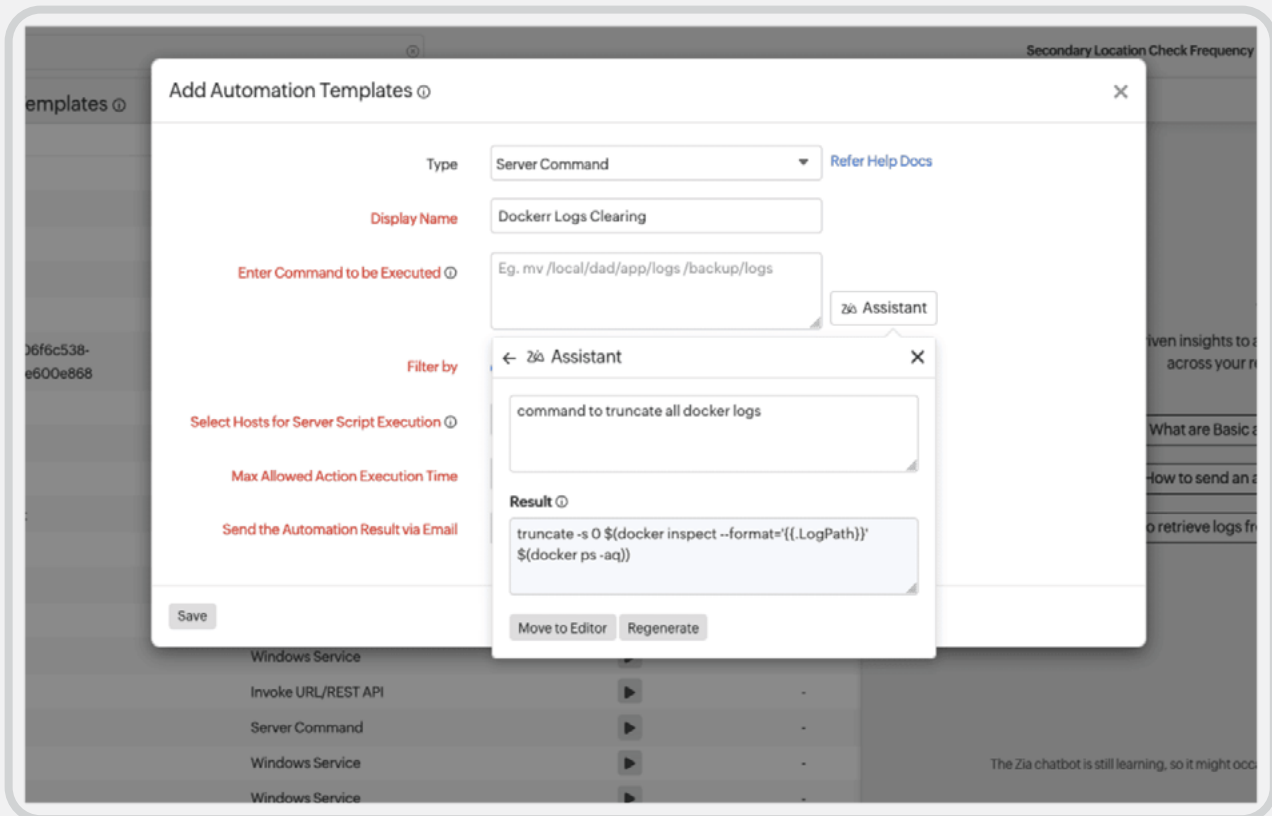 Secondary Location Check Frequency
emplates
Add Automation Templates
Type
Server Command
Refer Help Docs
Display Name
Dockerr Logs Clearing
Enter Command to be Executed
Eg. mv /local/dad/app/logs /backup/logs
Zia Assistant
06f6c538-
e600e868
Filter by
Zia Assistant
command to truncate all docker logs
Select Hosts for Server Script Execution
Max Allowed Action Execution Time
Send the Automation Result via Email
Result
truncate -s 0 $(docker inspect --format='{{.LogPath}}'
$(docker ps -aq))
Move to Editor
Regenerate
Save
iven insights to a
across your re
What are Basic a
How to send an a
o retrieve logs fr
Windows Service
Invoke URL/REST API
-
Server Command
-
Windows Service
-
Windows Service
-
The Zia chatbot is still learning, so it might occa